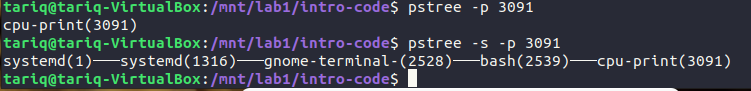 tariq@tariq-VirtualBox:/mnt/lab1/intro-code$ pstree -p 3091
cpu-print(3091)
tariq@tariq-VirtualBox:/mnt/lab1/intro-code$ pstree -s -p 3091
systemd(1)───systemd(1316)───gnome-terminal-(2528)───bash(2539)───cpu-print(3091)
tariq@tariq-VirtualBox:/mnt/lab1/intro-code$